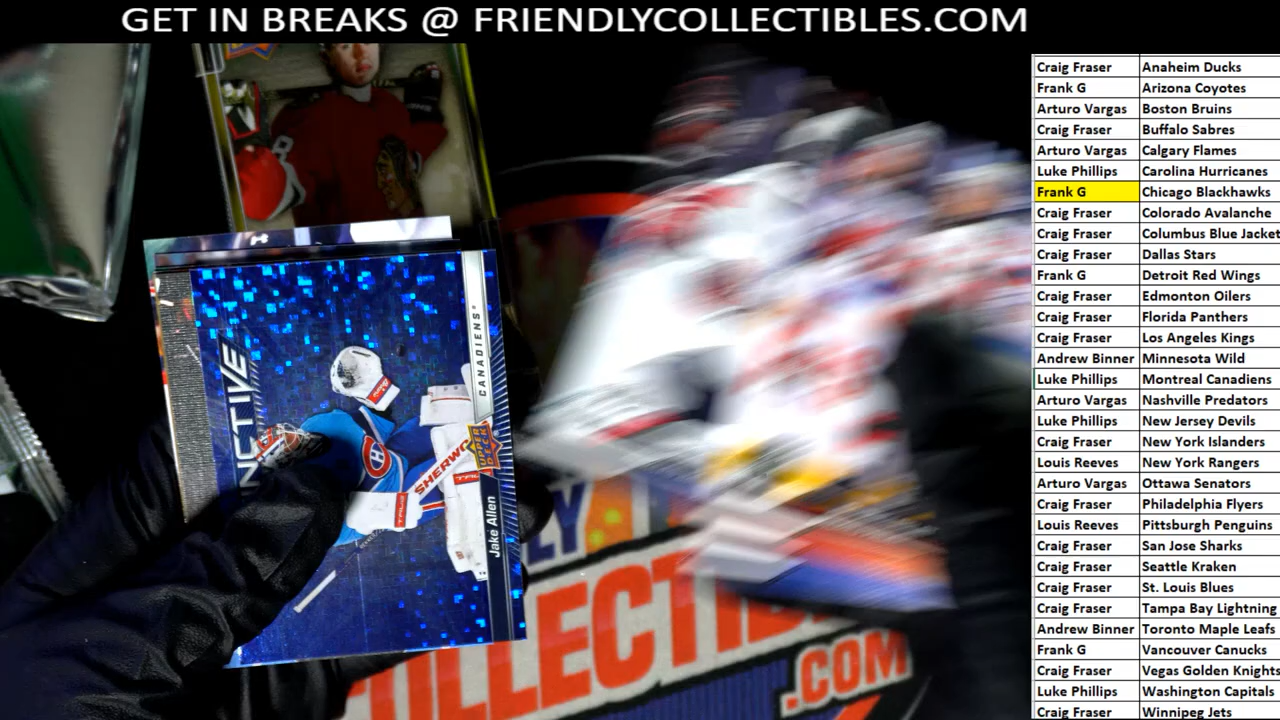 GET IN BREAKS @ FRIENDLYCOLLECTIBLES.COM
Craig Fraser Anaheim Ducks
Frank G Arizona Coyotes
Arturo Vargas Boston Bruins
Craig Fraser Buffalo Sabres
Arturo Vargas Calgary Flames
Luke Phillips Carolina Hurricanes
Frank G Chicago Blackhawks
Craig Fraser Colorado Avalanche
Craig Fraser Columbus Blue Jacket
Craig Fraser Dallas Stars
Frank G Detroit Red Wings
Craig Fraser Edmonton Oilers
Craig Fraser Florida Panthers
Craig Fraser Los Angeles Kings
Andrew Binner Minnesota Wild
Luke Phillips Montreal Canadiens
Arturo Vargas Nashville Predators
Luke Phillips New Jersey Devils
Craig Fraser New York Islanders
Louis Reeves New York Rangers
Arturo Vargas Ottawa Senators
Craig Fraser Philadelphia Flyers
Louis Reeves Pittsburgh Penguins
Craig Fraser San Jose Sharks
Craig Fraser Seattle Kraken
Craig Fraser St. Louis Blues
Craig Fraser Tampa Bay Lightning
Andrew Binner Toronto Maple Leafs
Frank G Vancouver Canucks
Craig Fraser Vegas Golden Knights
Luke Phillips Washington Capitals
Craig Fraser Winnipeg Jets
CANADIENS
UPPER DECK
Jake Allen
NCTIVE
SHERWO
LY
COLLECTIB
.COM